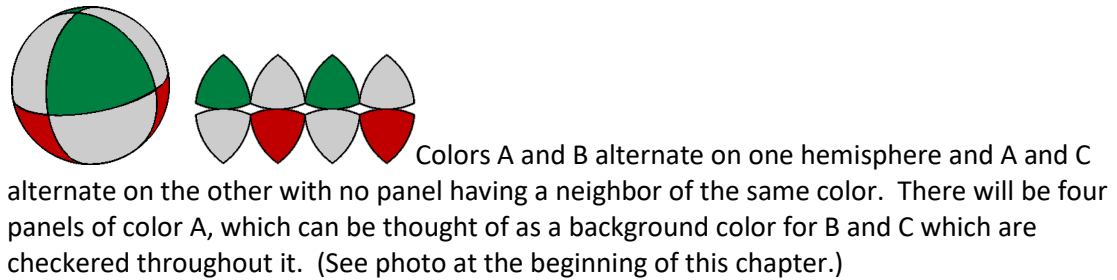 Colors A and B alternate on one hemisphere and A and C
alternate on the other with no panel having a neighbor of the same color.  There will be four
panels of color A, which can be thought of as a background color for B and C which are
checkered throughout it.  (See photo at the beginning of this chapter.)